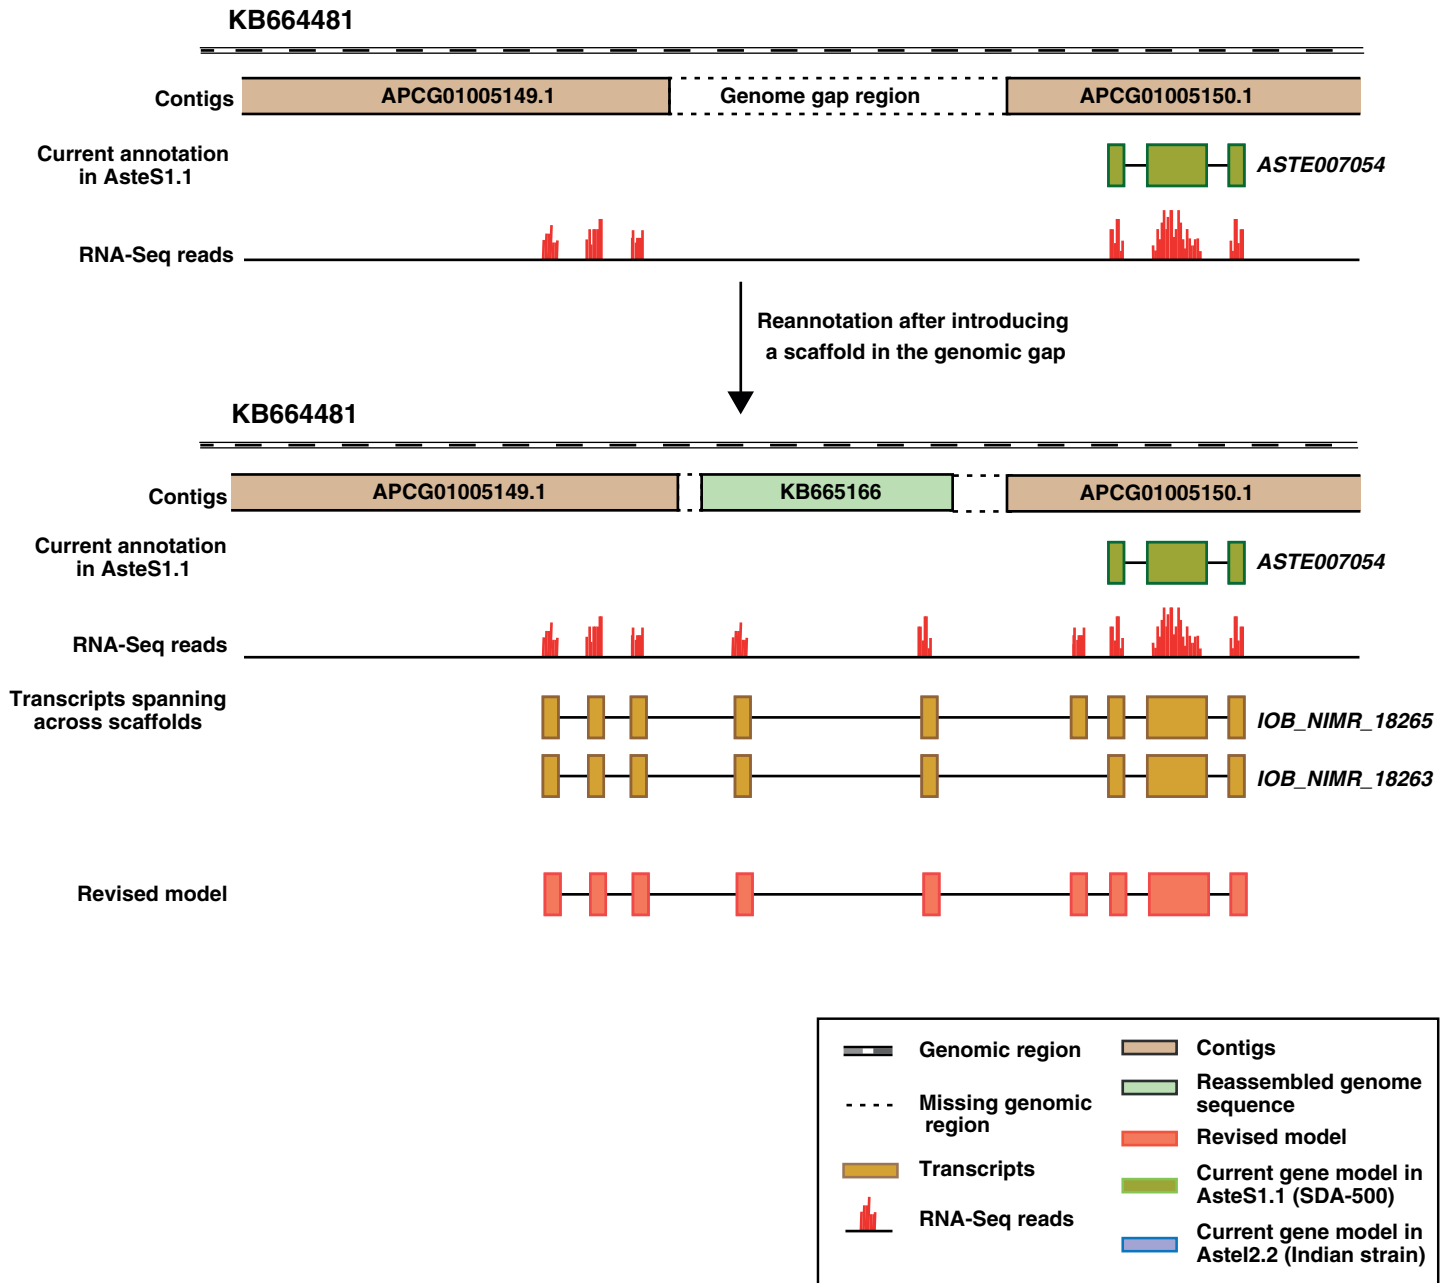 KB664481
Contigs
APCG01005149.1
Genome gap region
APCG01005150.1
Current annotation
in AsteS1.1
ASTE007054
RNA-Seq reads
Reannotation after introducing
a scaffold in the genomic gap
KB664481
Contigs
APCG01005149.1
KB665166
APCG01005150.1
Current annotation
in AsteS1.1
ASTE007054
RNA-Seq reads
Transcripts spanning
across scaffolds
IOB_NIMR_18265
IOB_NIMR_18263
Revised model
Genomic region
Missing genomic
region
Transcripts
RNA-Seq reads
Contigs
Reassembled genome
sequence
Revised model
Current gene model in
AsteS1.1 (SDA-500)
Current gene model in
AsteI2.2 (Indian strain)